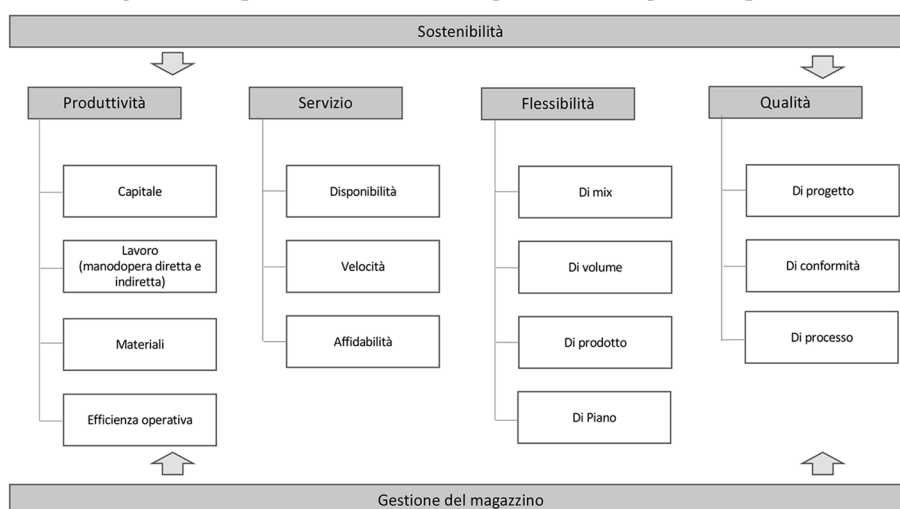 Sostenibilità
Produttività
Servizio
Flessibilità
Qualità
Capitale
Disponibilità
Di mix
Di progetto
Lavoro
(manodopera diretta e
indiretta)
Velocità
Di volume
Di conformità
Materiali
Affidabilità
Di prodotto
Di processo
Efficienza operativa
Di Piano
Gestione del magazzino